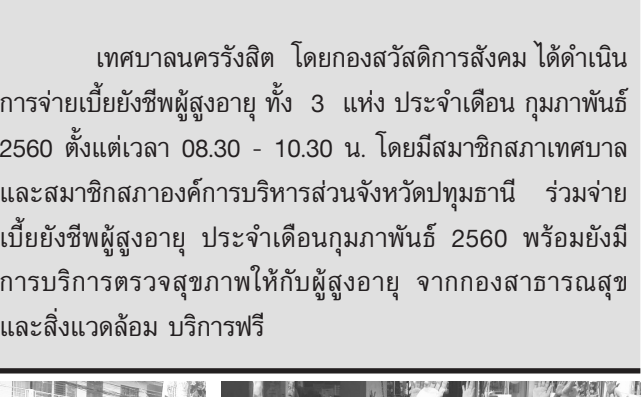 เทศบาลนครรังสิต โดยกองสวัสดิการสังคม ได้ดำเนิน
การจ่ายเบี้ยยังชีพผู้สูงอายุ ทั้ง 3 แห่ง ประจำเดือน กุมภาพันธ์
2560 ตั้งแต่เวลา 08.30 - 10.30 น. โดยมีสมาชิกสภาเทศบาล
และสมาชิกสภาองค์การบริหารส่วนจังหวัดปทุมธานี ร่วมจ่าย
เบี้ยยังชีพผู้สูงอายุ ประจำเดือนกุมภาพันธ์ 2560 พร้อมยังมี
การบริการตรวจสุขภาพให้กับผู้สูงอายุ จากกองสาธารณสุข
และสิ่งแวดล้อม บริการฟรี